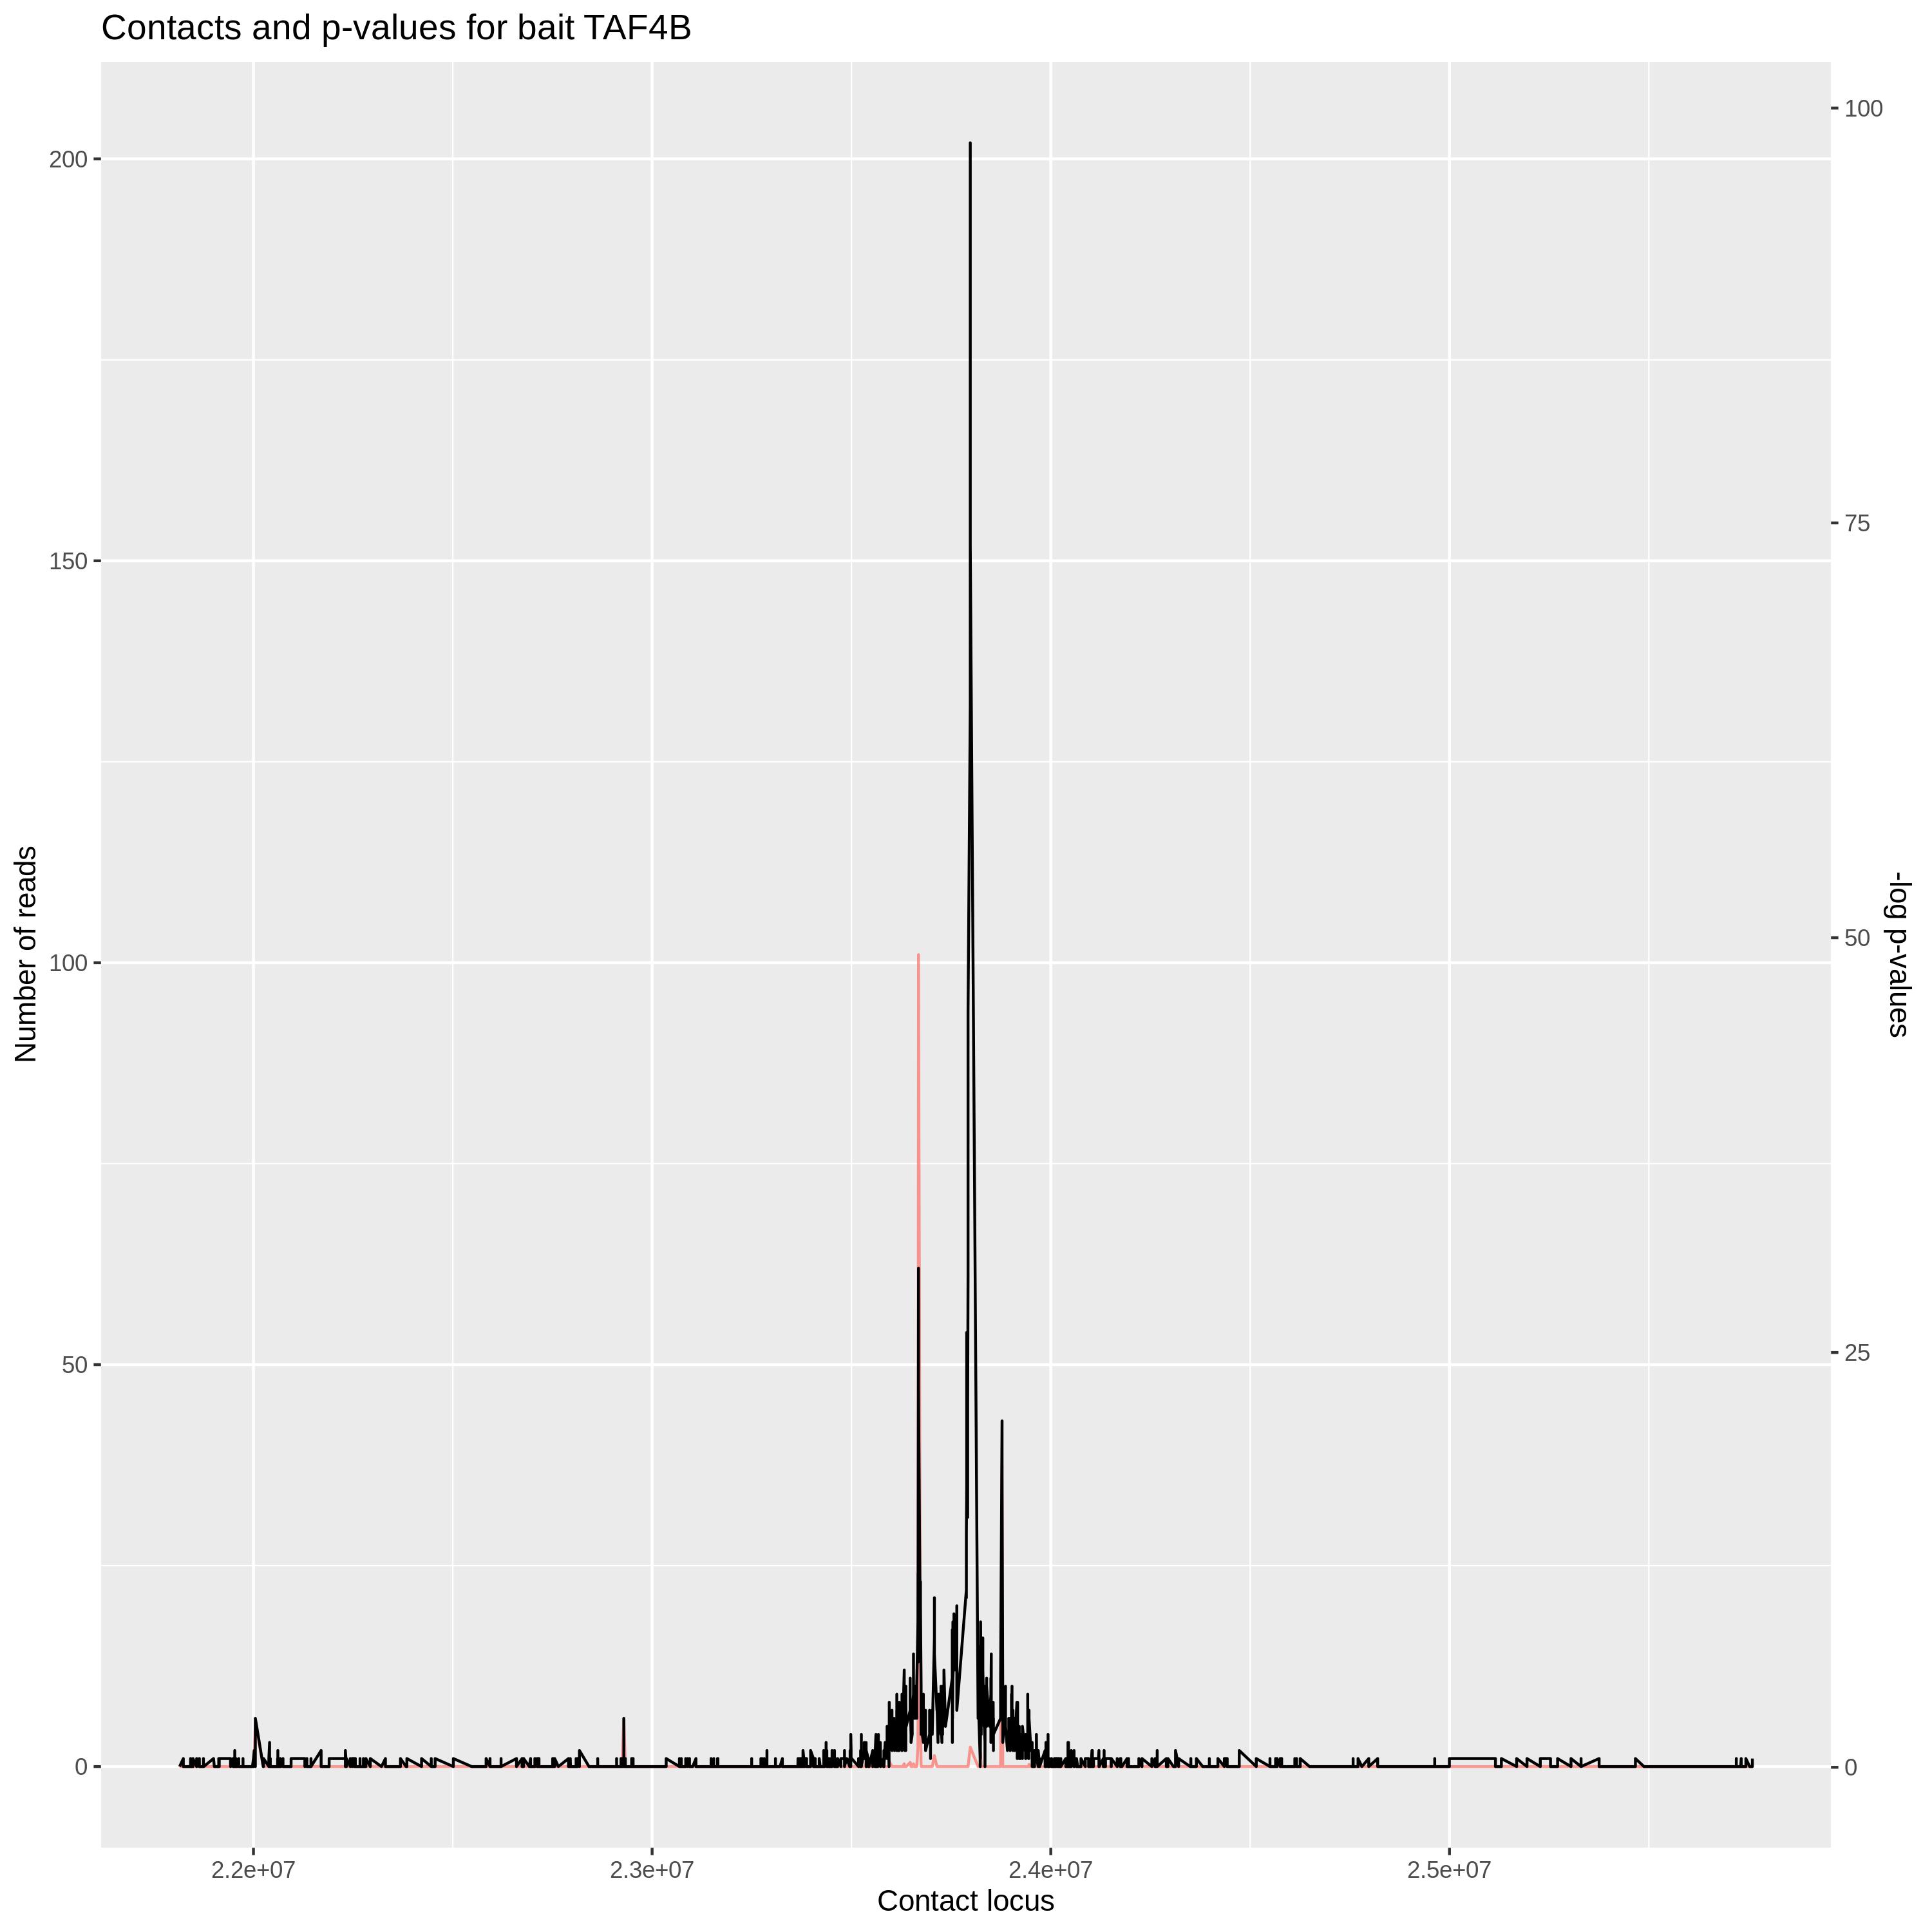 Contacts and p-values for bait TAF4B
200
150
100
50
0
Number of reads
100
75
50
25
0
-log p-values
2.2e+07
2.3e+07
2.4e+07
2.5e+07
Contact locus